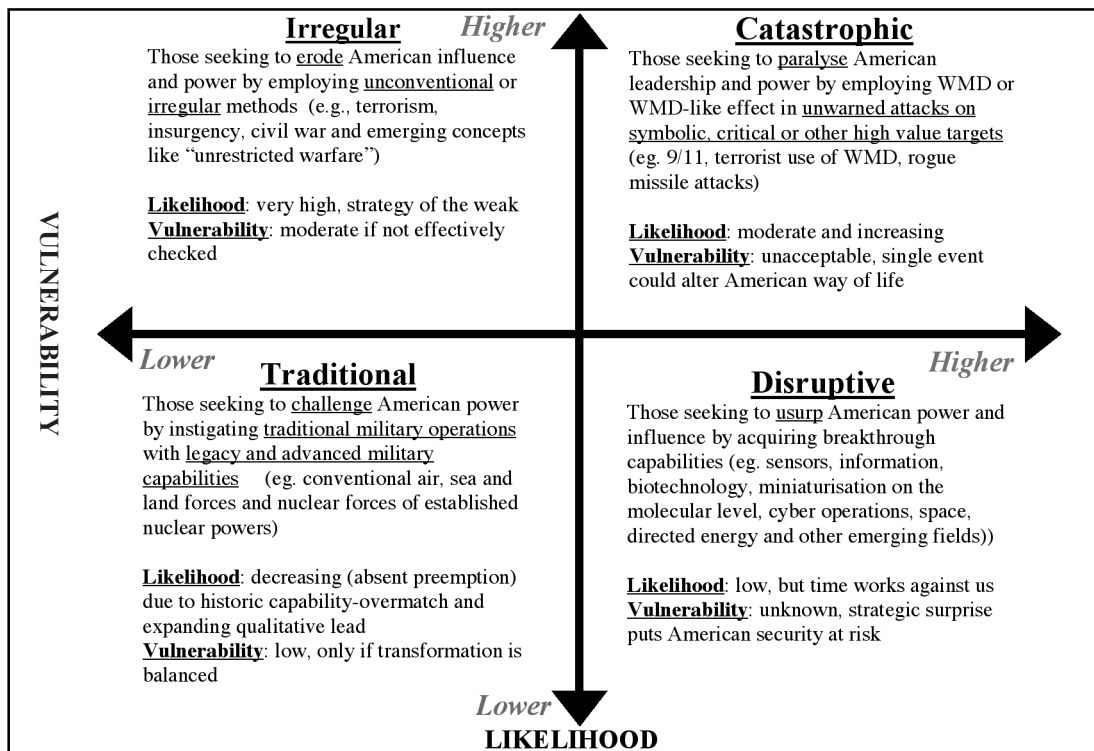 Irregular
Higher
Those seeking to erode American influence
and power by employing unconventional or
irregular methods (e.g., terrorism,
insurgency, civil war and emerging concepts
like “unrestricted warfare”)
Likelihood: very high, strategy of the weak
Vulnerability: moderate if not effectively
checked
Catastrophic
Those seeking to paralyse American
leadership and power by employing WMD or
WMD-like effect in unwarned attacks on
symbolic, critical or other high value targets
(eg. 9/11, terrorist use of WMD, rogue
missile attacks)
Likelihood: moderate and increasing
Vulnerability: unacceptable, single event
could alter American way of life
VULNERABILITY
Lower
Higher
Traditional
Those seeking to challenge American power
by instigating traditional military operations
with legacy and advanced military
capabilities (eg. conventional air, sea and
land forces and nuclear forces of established
nuclear powers)
Likelihood: decreasing (absent preemption)
due to historic capability-overmatch and
expanding qualitative lead
Vulnerability: low, only if transformation is
balanced
Disruptive
Those seeking to usurp American power and
influence by acquiring breakthrough
capabilities (eg. sensors, information,
biotechnology, miniaturisation on the
molecular level, cyber operations, space,
directed energy and other emerging fields))
Likelihood: low, but time works against us
Vulnerability: unknown, strategic surprise
puts American security at risk
Lower
LIKELIHOOD